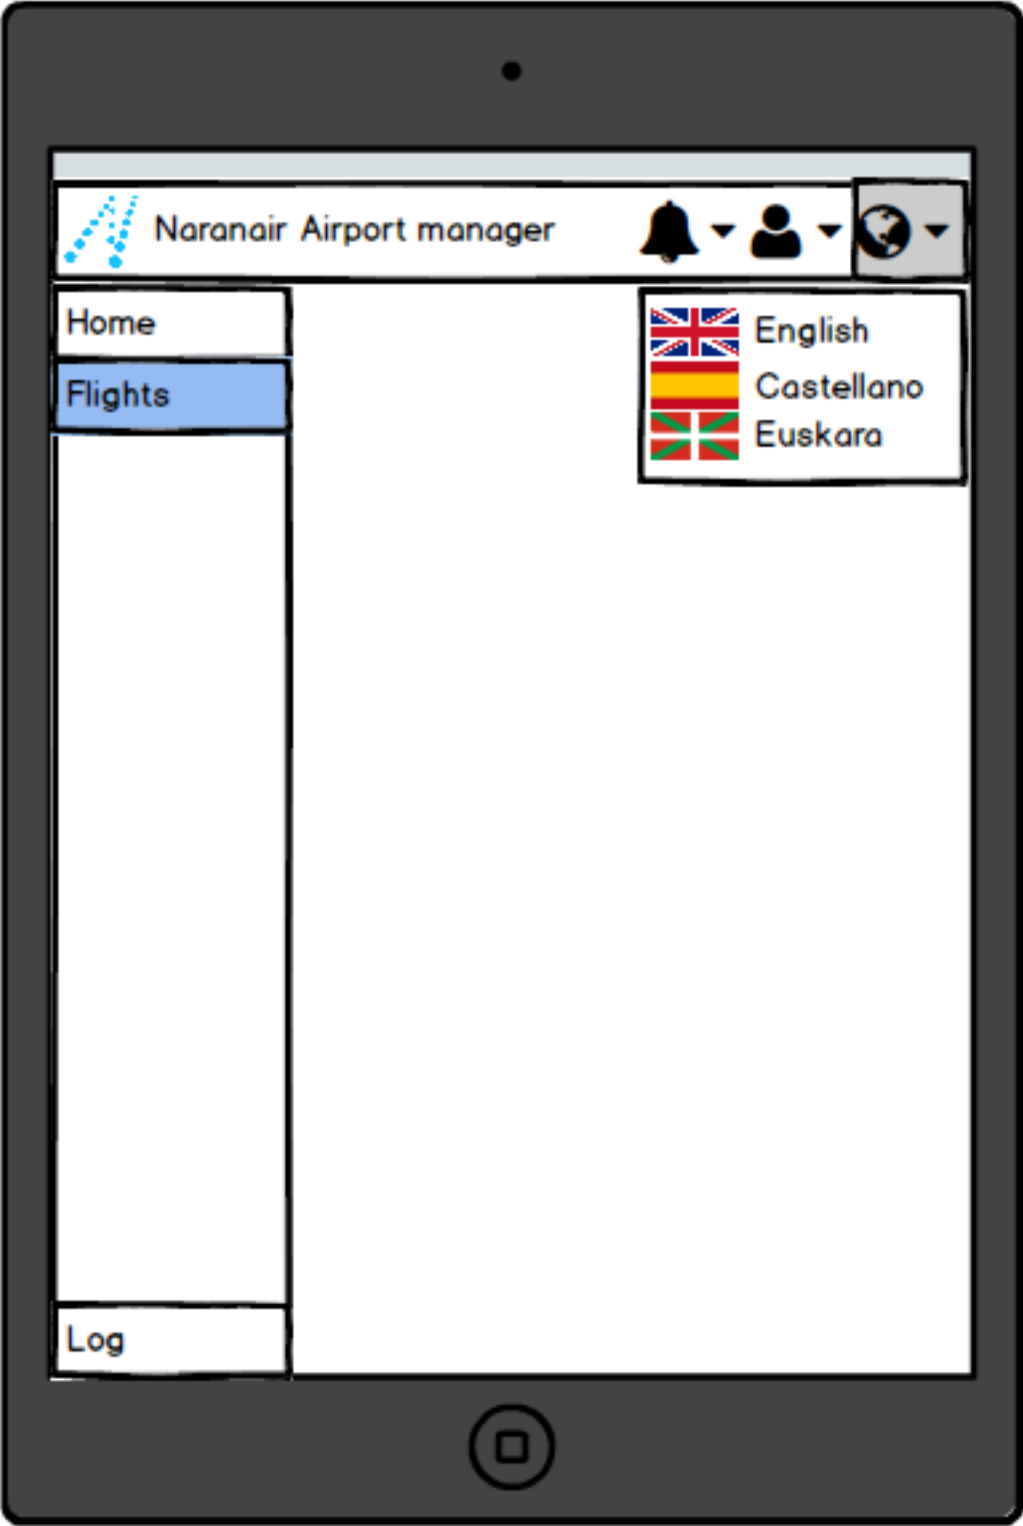 Naranair Airport manager
Home
Flights
English
Castellano
Euskara
Log